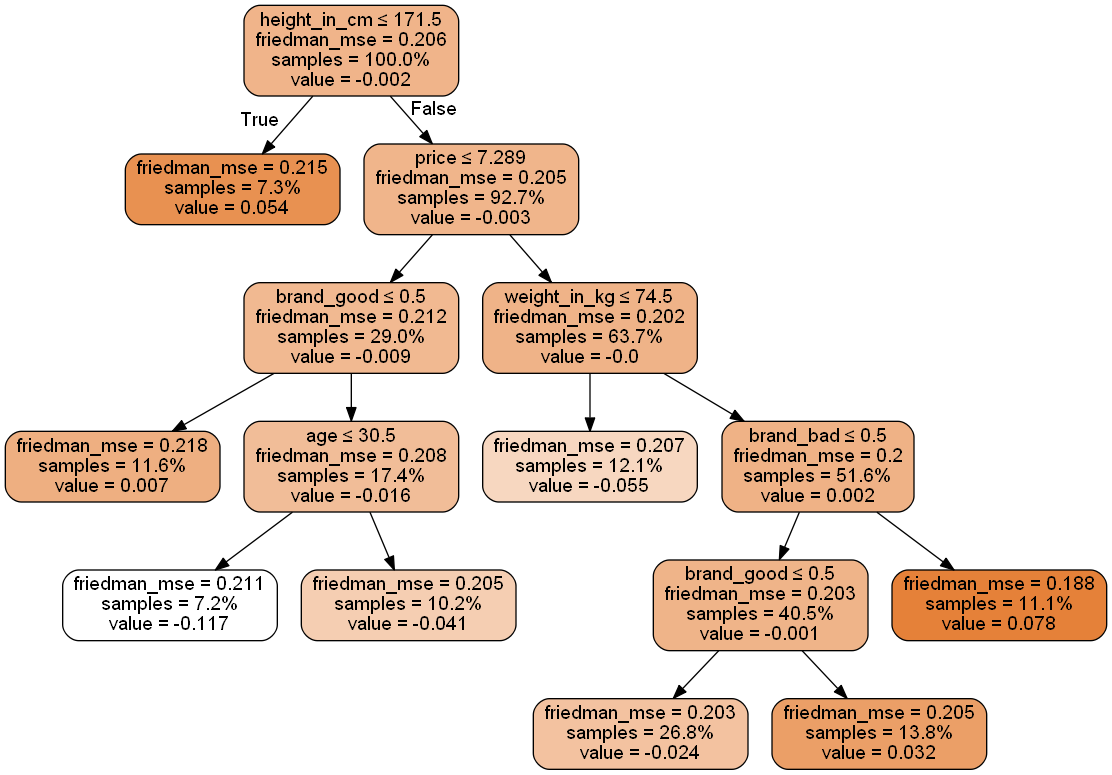 height_in_cm ≤ 171.5
friedman_mse = 0.206
samples = 100.0%
value = -0.002
True
False
friedman_mse = 0.215
samples = 7.3%
value = 0.054
price ≤ 7.289
friedman_mse = 0.205
samples = 92.7%
value = -0.003
brand_good ≤ 0.5
friedman_mse = 0.212
samples = 29.0%
value = -0.009
weight_in_kg ≤ 74.5
friedman_mse = 0.202
samples = 63.7%
value = -0.0
friedman_mse = 0.218
samples = 11.6%
value = 0.007
age ≤ 30.5
friedman_mse = 0.208
samples = 17.4%
value = -0.016
friedman_mse = 0.207
samples = 12.1%
value = -0.055
brand_bad ≤ 0.5
friedman_mse = 0.2
samples = 51.6%
value = 0.002
friedman_mse = 0.211
samples = 7.2%
value = -0.117
friedman_mse = 0.205
samples = 10.2%
value = -0.041
brand_good ≤ 0.5
friedman_mse = 0.203
samples = 40.5%
value = -0.001
friedman_mse = 0.188
samples = 11.1%
value = 0.078
friedman_mse = 0.203
samples = 26.8%
value = -0.024
friedman_mse = 0.205
samples = 13.8%
value = 0.032